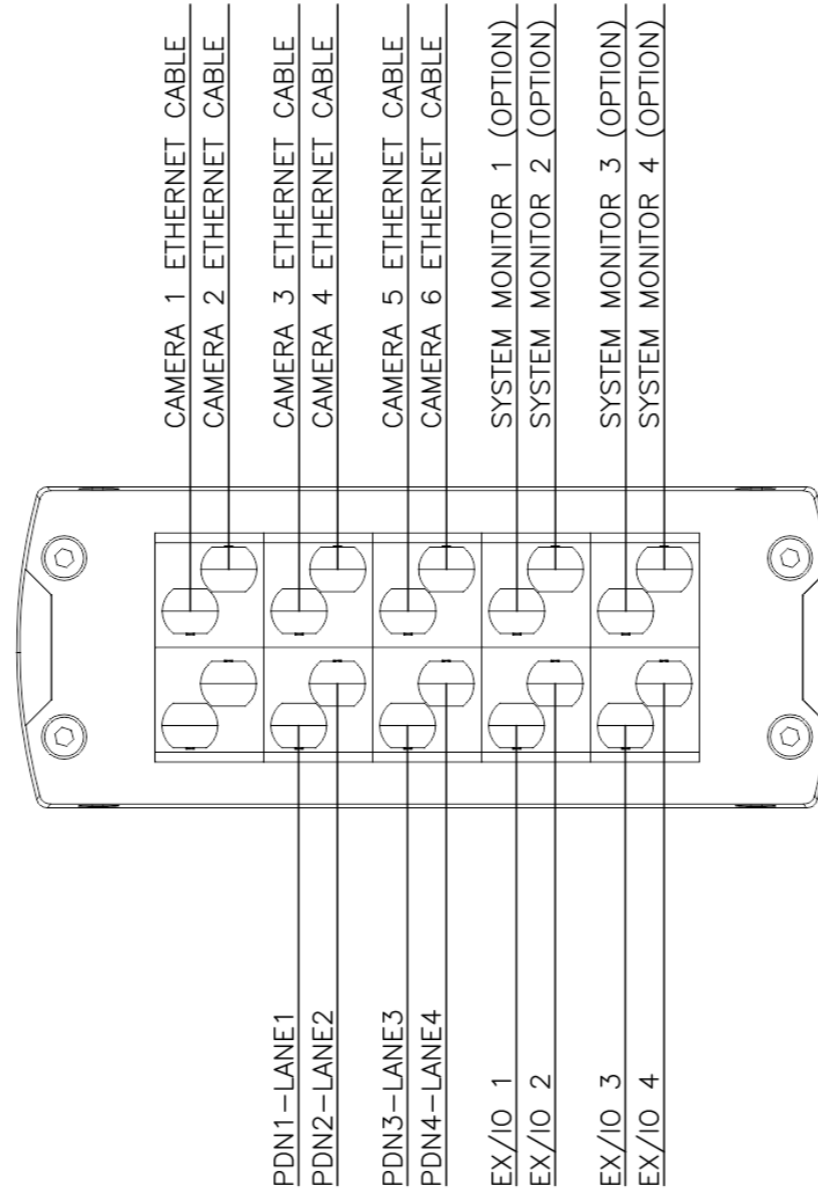 CAMERA 1 ETHERNET CABLE
CAMERA 2 ETHERNET CABLE
CAMERA 3 ETHERNET CABLE
CAMERA 4 ETHERNET CABLE
CAMERA 5 ETHERNET CABLE
CAMERA 6 ETHERNET CABLE
SYSTEM MONITOR 1 (OPTION)
SYSTEM MONITOR 2 (OPTION)
SYSTEM MONITOR 3 (OPTION)
SYSTEM MONITOR 4 (OPTION)
PDN1-LANE1
PDN2-LANE2
PDN3-LANE3
PDN4-LANE4
EX/IO 1
EX/IO 2
EX/IO 3
EX/IO 4